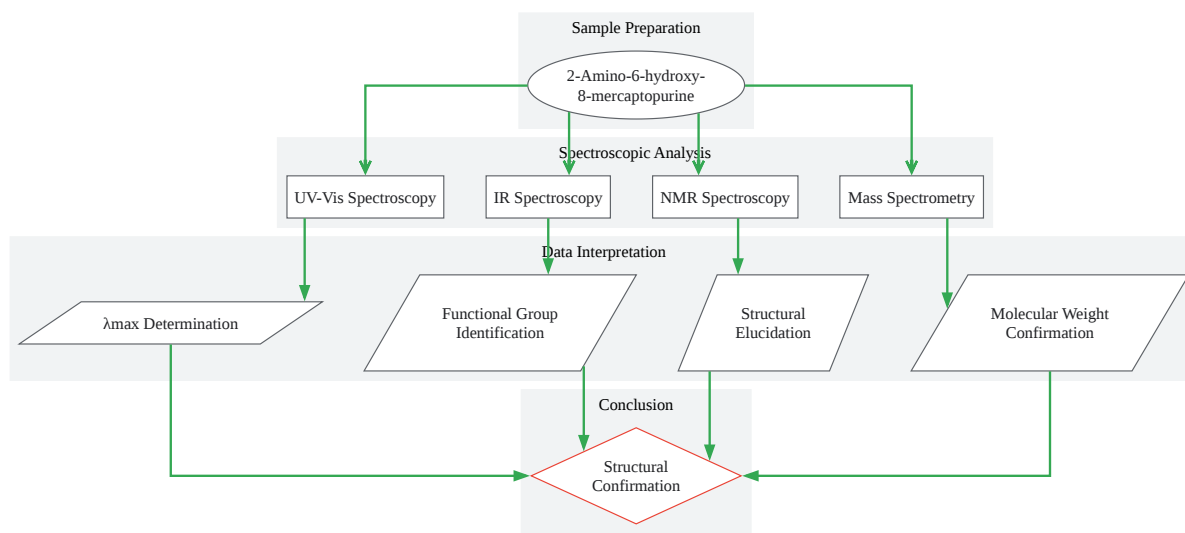 Sample Preparation
2-Amino-6-hydroxy-
8-mercaptopurine
Spectroscopic Analysis
UV-Vis Spectroscopy
IR Spectroscopy
NMR Spectroscopy
Mass Spectrometry
Data Interpretation
λmax Determination
Functional Group
Identification
Structural
Elucidation
Molecular Weight
Confirmation
Conclusion
Structural
Confirmation